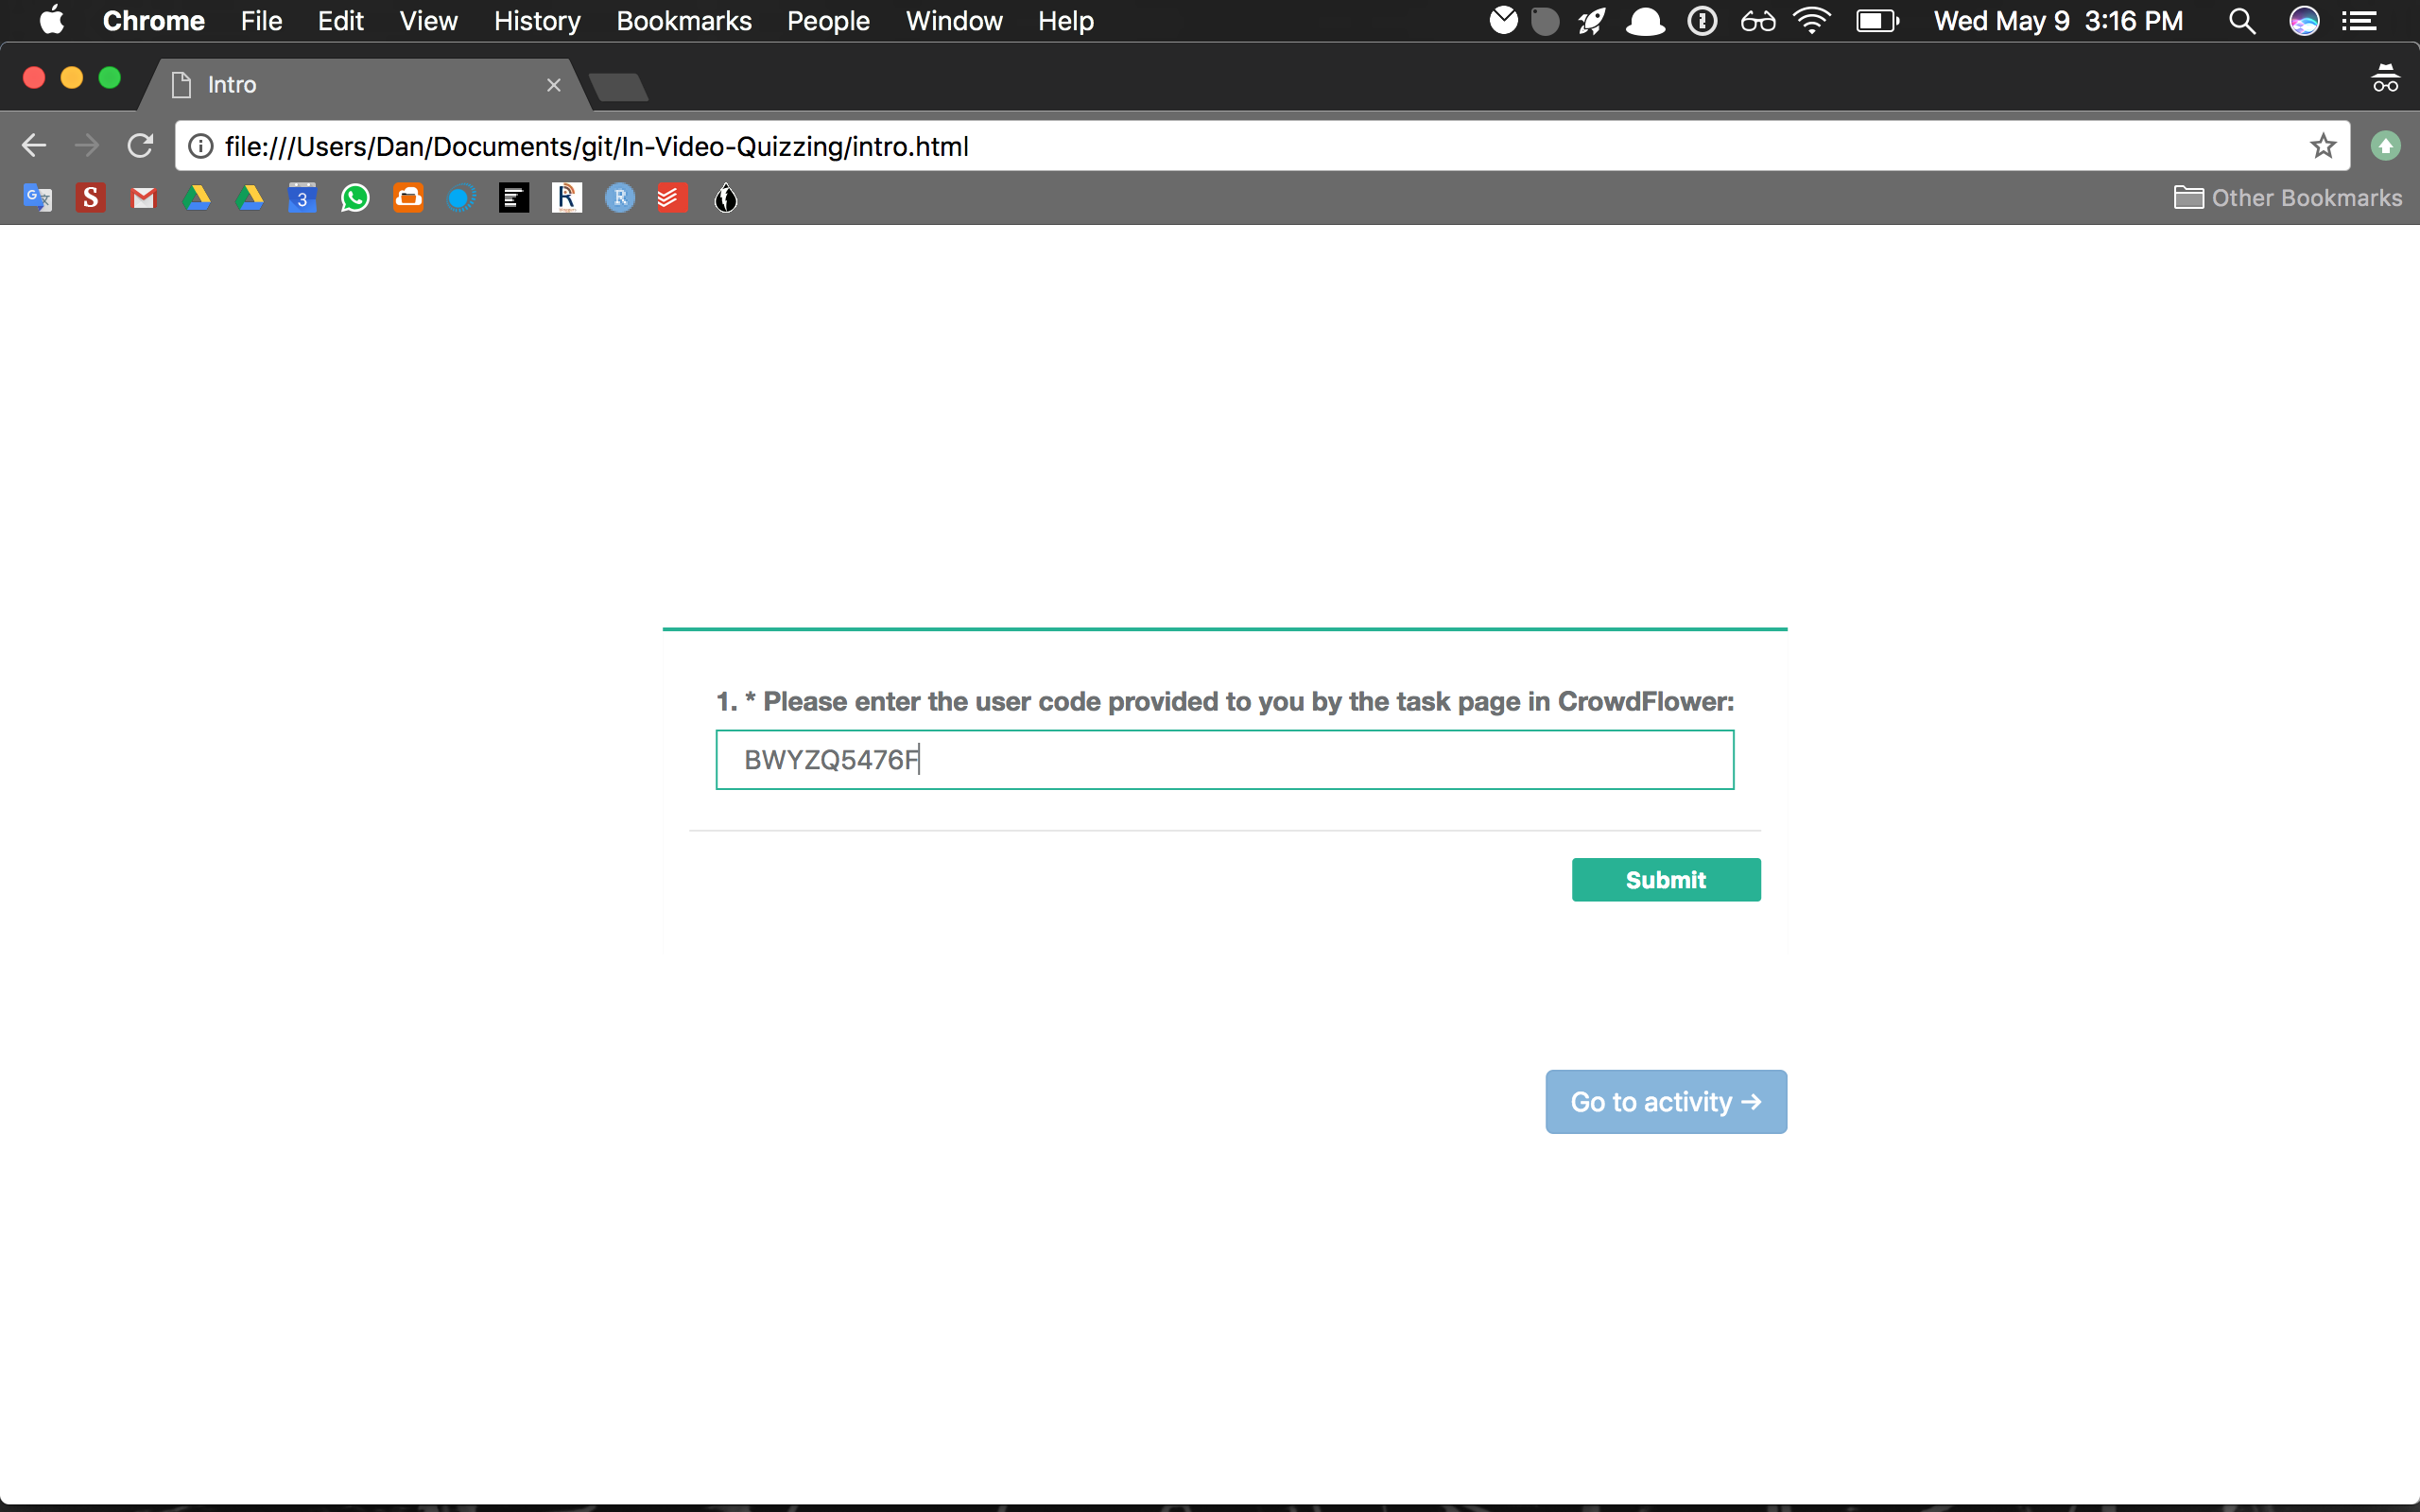 Chrome File Edit View History Bookmarks People Window Help Wed May 9 3:16 PM
Intro
file:///Users/Dan/Documents/git/In-Video-Quizzing/intro.html
S 3 R R Other Bookmarks
1. * Please enter the user code provided to you by the task page in CrowdFlower:
BWYZQ5476F
Submit
Go to activity →